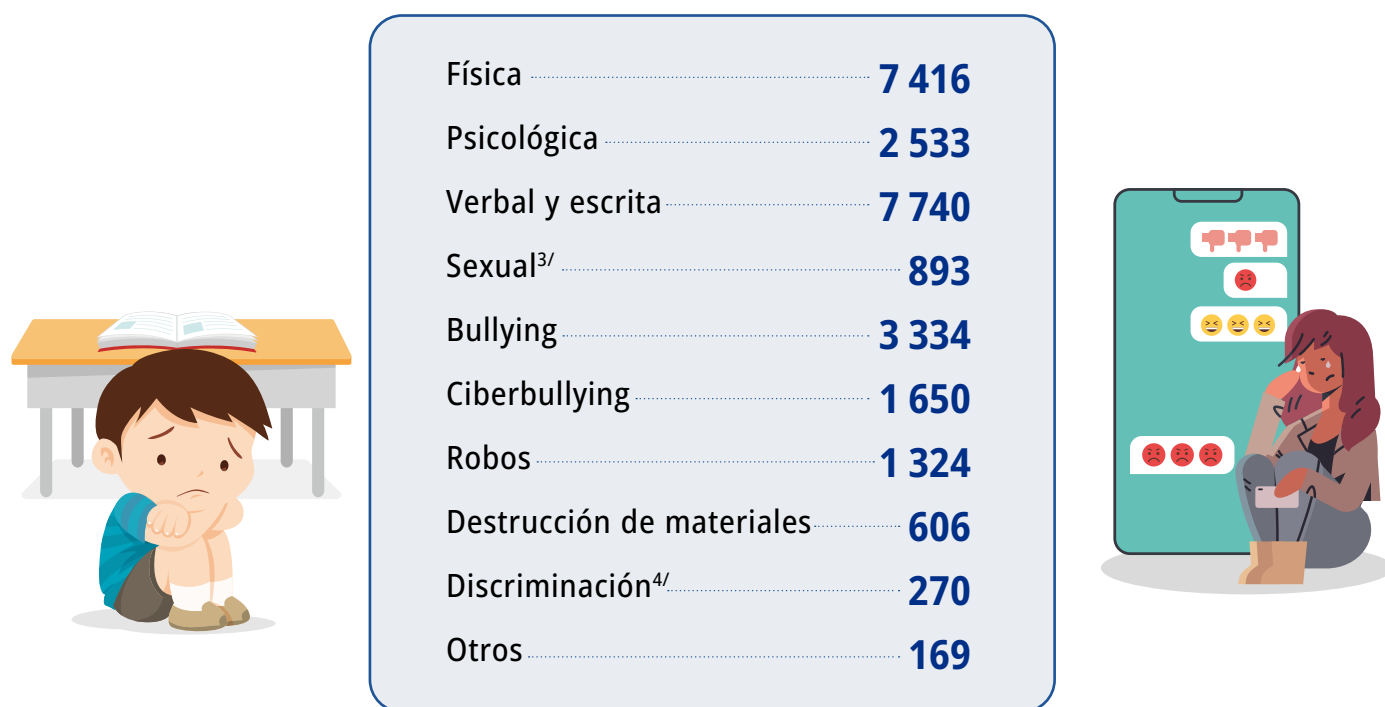 Física 7 416
Psicológica 2 533
Verbal y escrita 7 740
Sexual3/ 893
Bullying 3 334
Ciberbullying 1 650
Robos 1 324
Destrucción de materiales 606
Discriminación4/ 270
Otros 169